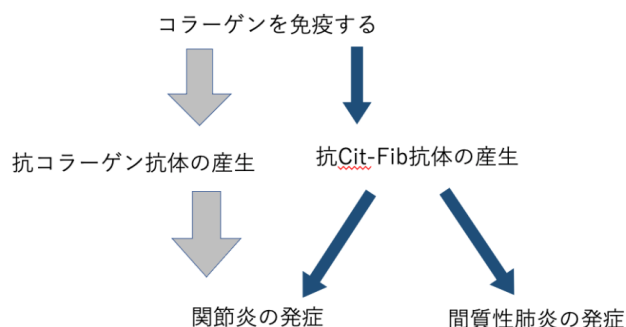 コラーゲンを免疫する
抗コラーゲン抗体の産生
抗Cit-Fib抗体の産生
関節炎の発症
間質性肺炎の発症